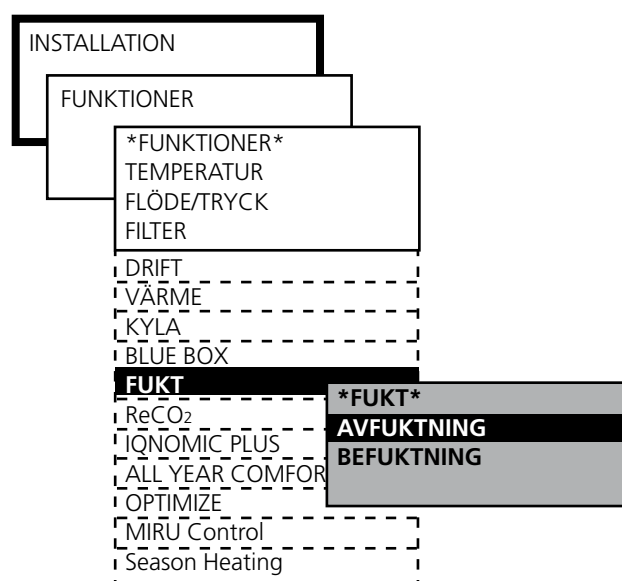 INSTALLATION
FUNKTIONER
*FUNKTIONER*
TEMPERATUR
FLÖDE/TRYCK
FILTER
DRIFT
VÄRME
KYLA
BLUE BOX
FUKT
*FUKT*
AVFUKTNING
BEFUKTNING
ReCO2
IQNOMIC PLUS
ALL YEAR COMFOR
OPTIMIZE
MIRU Control
Season Heating